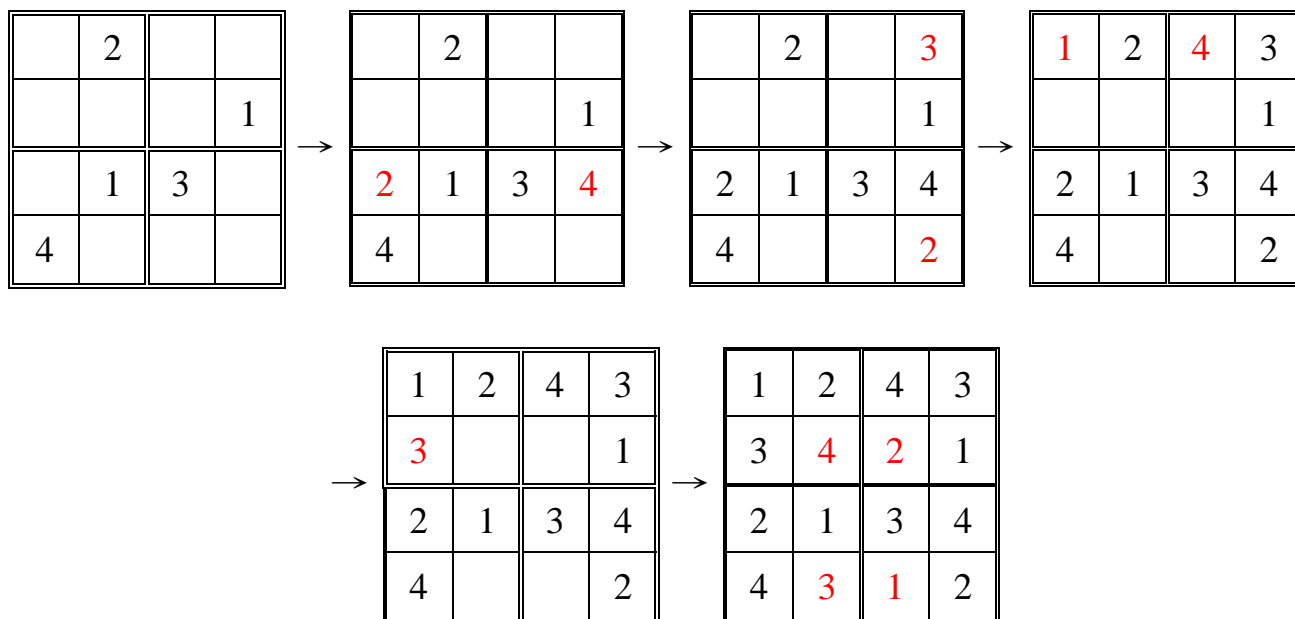 2 2 2 3 1 2 4 3
1 1 1 1
→ → →
1 3 2 1 3 4 2 1 3 4 2 1 3 4
4 4 4 2 4 2
1 2 4 3 1 2 4 3
3 1 3 4 2 1
→ →
2 1 3 4 2 1 3 4
4 2 4 3 1 2